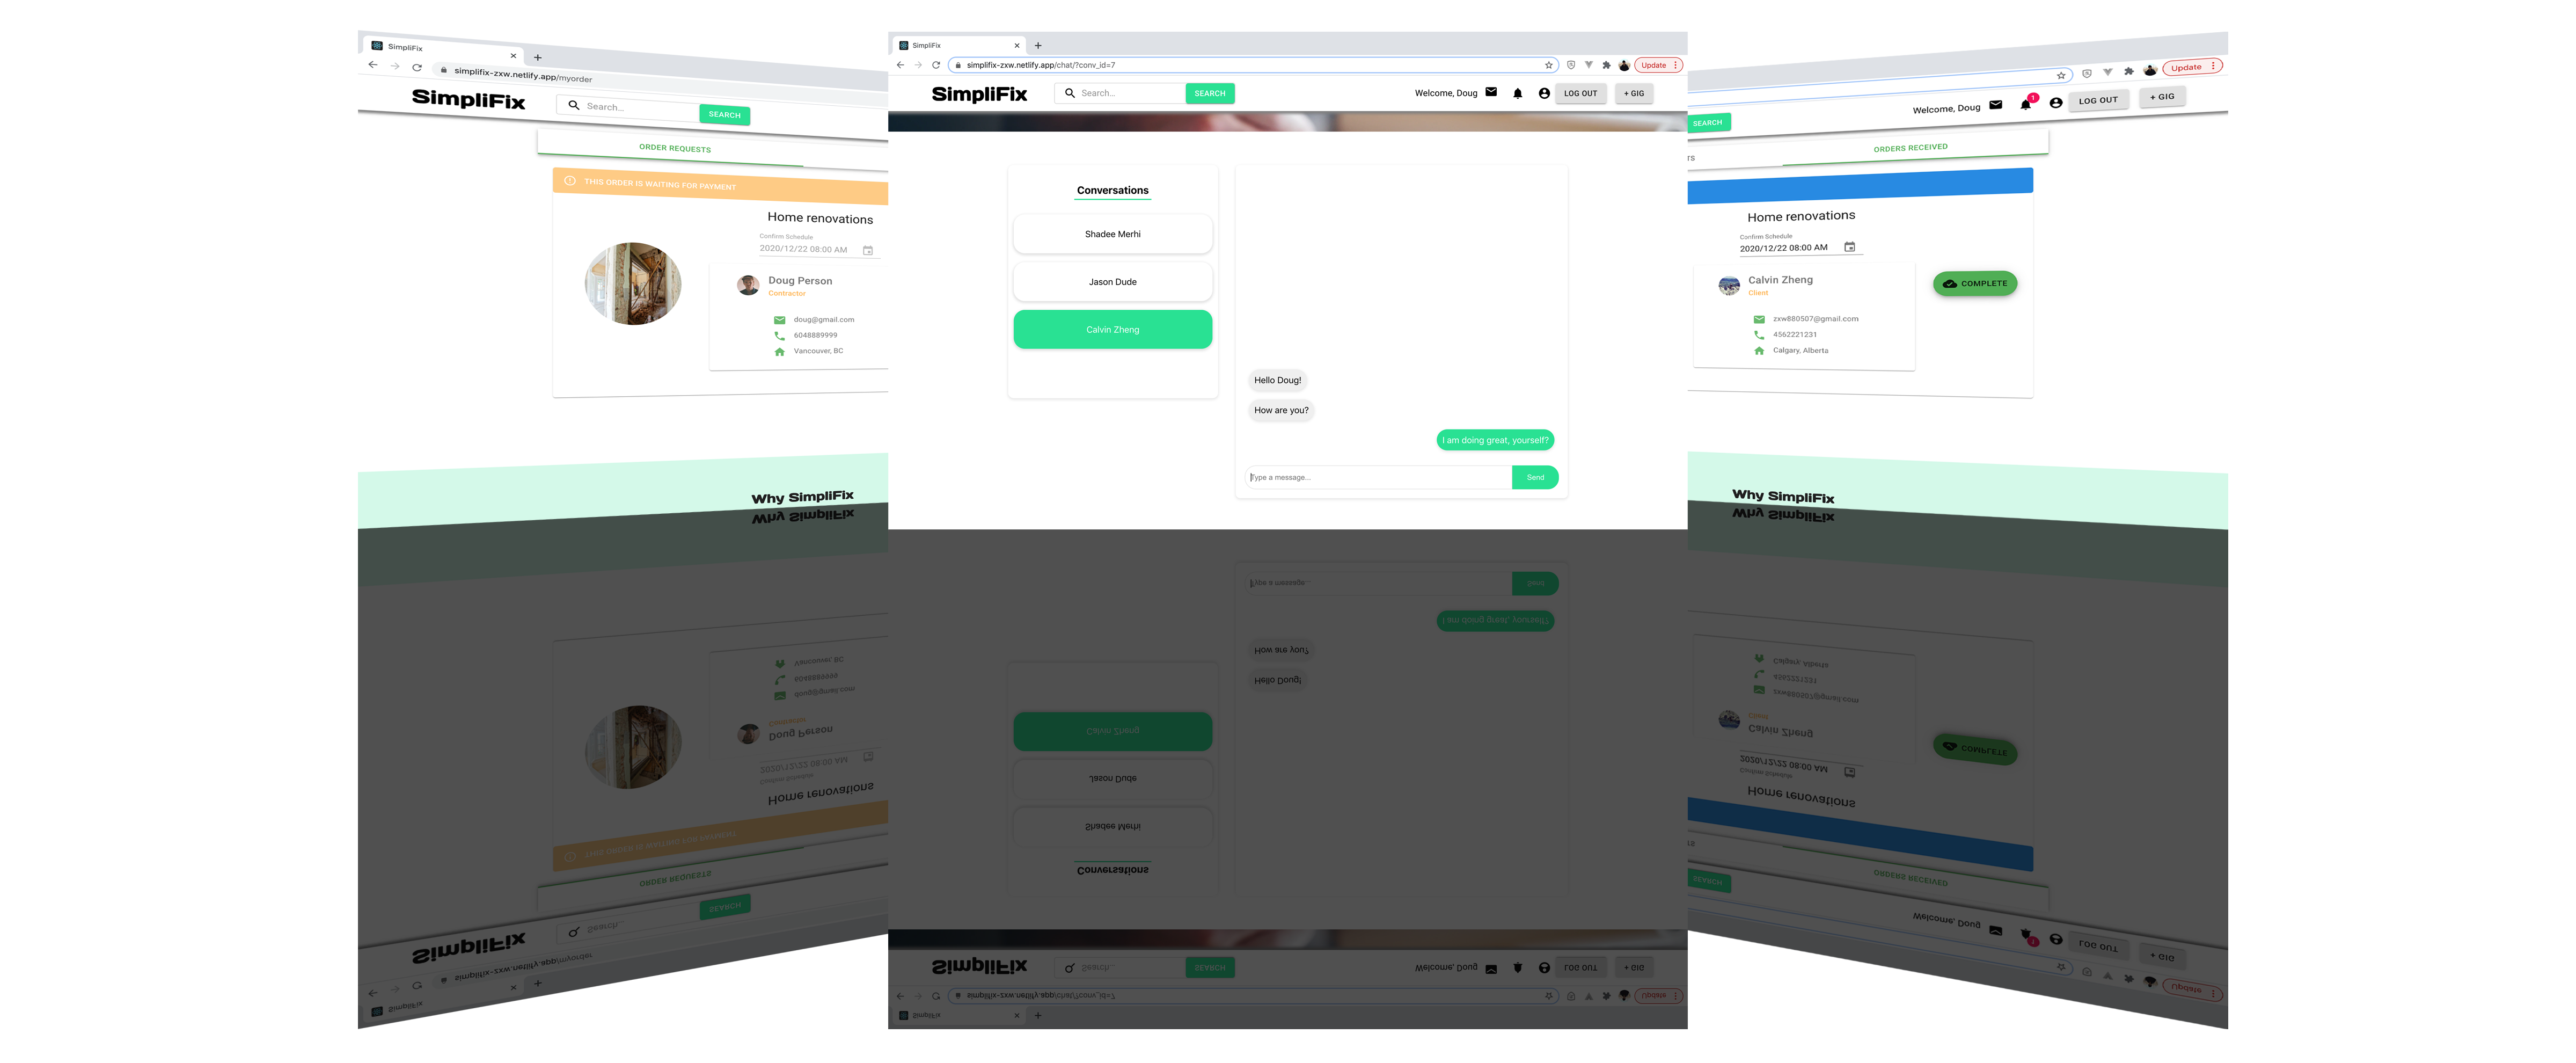 SimpliFix
simplifix-zxw.netlify.app/myorder
SimpliFix
Search...
SEARCH
ORDER REQUESTS
THIS ORDER IS WAITING FOR PAYMENT
Home renovations
Confirm Schedule
2020/12/22 08:00 AM
Doug Person
Contractor
doug@gmail.com
6048889999
Vancouver, BC
Why SimpliFix
SimpliFix
simplifix-zxw.netlify.app/chat/?conv_id=7
Update
SimpliFix
Search...
SEARCH
Welcome, Doug
LOG OUT
+ GIG
Conversations
Shadee Merhi
Jason Dude
Calvin Zheng
Hello Doug!
How are you?
I am doing great, yourself?
Type a message...
Send
Update
SEARCH
Welcome, Doug
1
LOG OUT
+ GIG
ORDERS RECEIVED
Home renovations
Confirm Schedule
2020/12/22 08:00 AM
Calvin Zheng
Client
zxw880507@gmail.com
4562221231
Calgary, Alberta
COMPLETE
Why SimpliFix